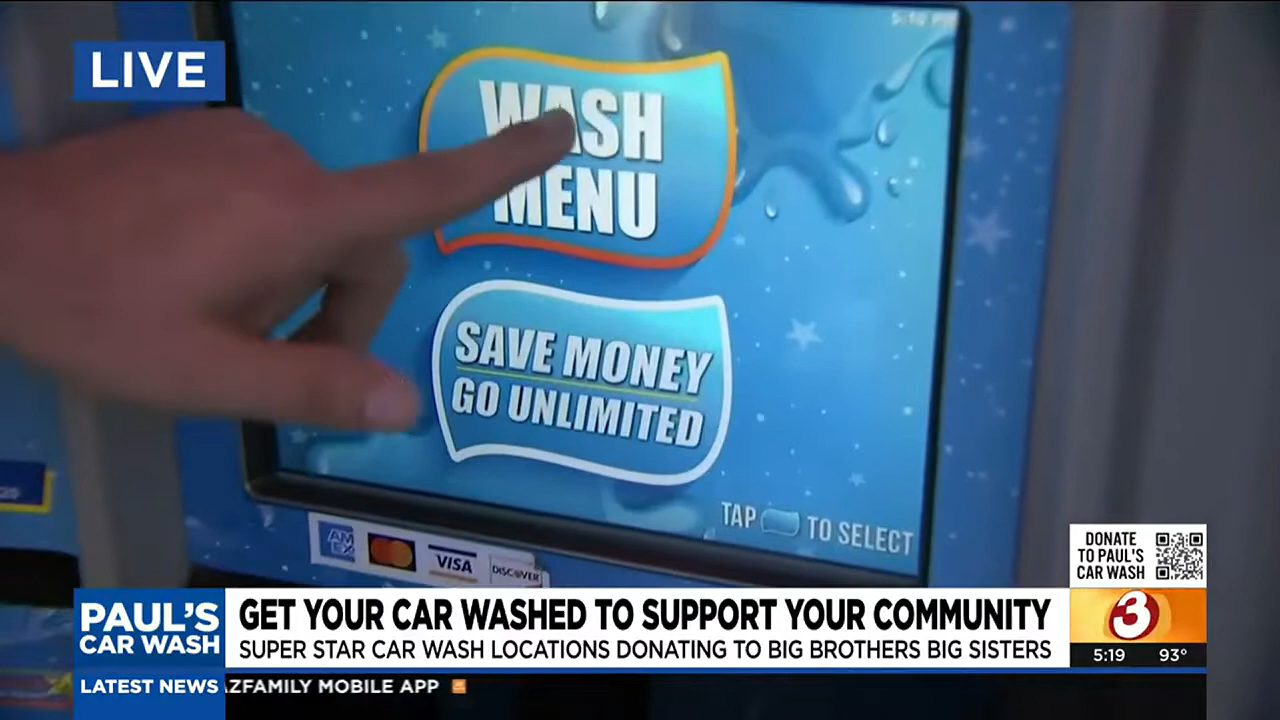 LIVE
WASH
MENU
SAVE MONEY
GO UNLIMITED
TAP TO SELECT
AM
EX
VISA
DISCOVER
DONATE
TO PAUL'S
CAR WASH
PAUL'S
CAR WASH
GET YOUR CAR WASHED TO SUPPORT YOUR COMMUNITY
SUPER STAR CAR WASH LOCATIONS DONATING TO BIG BROTHERS BIG SISTERS
3
5:19 93°
LATEST NEWS
AZFAMILY MOBILE APP